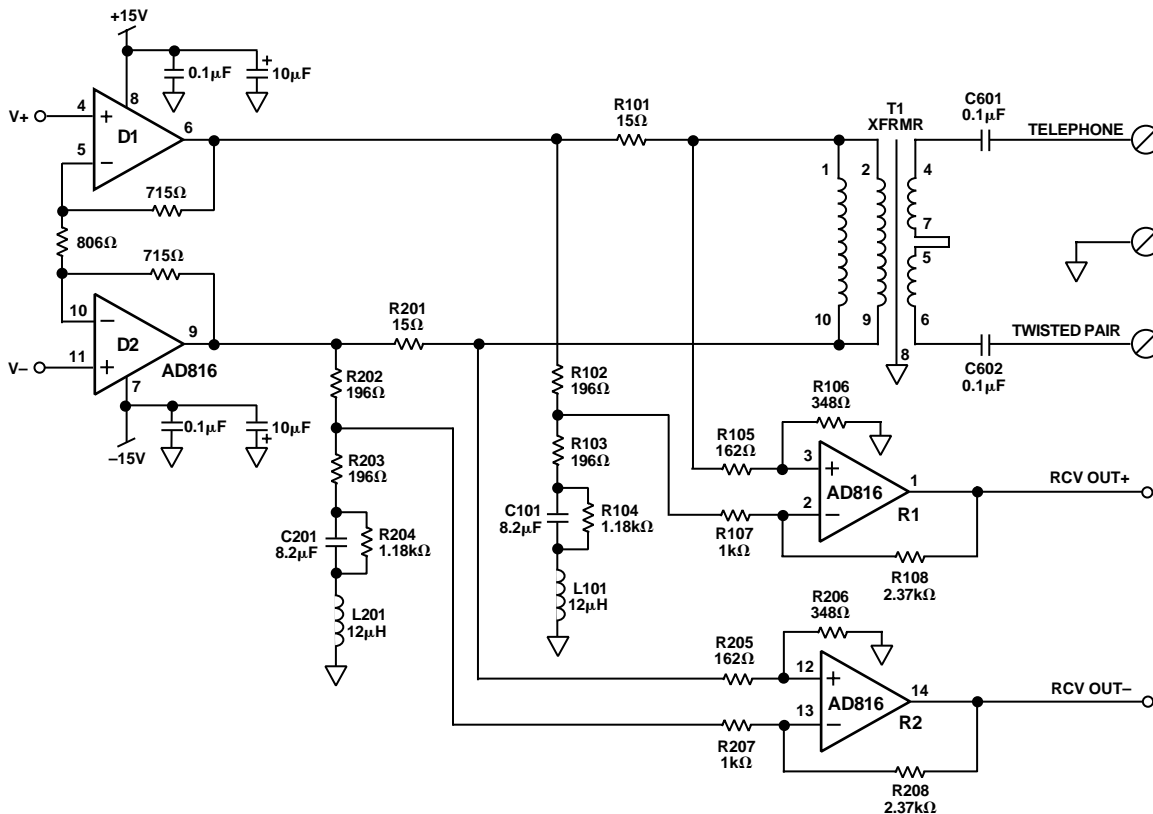 +15V
0.1µF
+
10µF
8
V+
4
+
D1
6
5
−
715Ω
806Ω
715Ω
10
−
D2
9
V−
11
+
AD816
7
0.1µF
10µF
+
−15V
R101
15Ω
R201
15Ω
T1
XFRMR
1
2
4
7
5
10
9
6
8
C601
0.1µF
TELEPHONE
TWISTED PAIR
C602
0.1µF
R202
196Ω
R203
196Ω
C201
8.2µF
R204
1.18kΩ
L201
12µH
R102
196Ω
R103
196Ω
C101
8.2µF
R104
1.18kΩ
L101
12µH
R106
348Ω
R105
162Ω
3
+
AD816
1
RCV OUT+
2
−
R1
R107
1kΩ
R108
2.37kΩ
R206
348Ω
R205
162Ω
12
+
AD816
14
RCV OUT−
13
−
R2
R207
1kΩ
R208
2.37kΩ